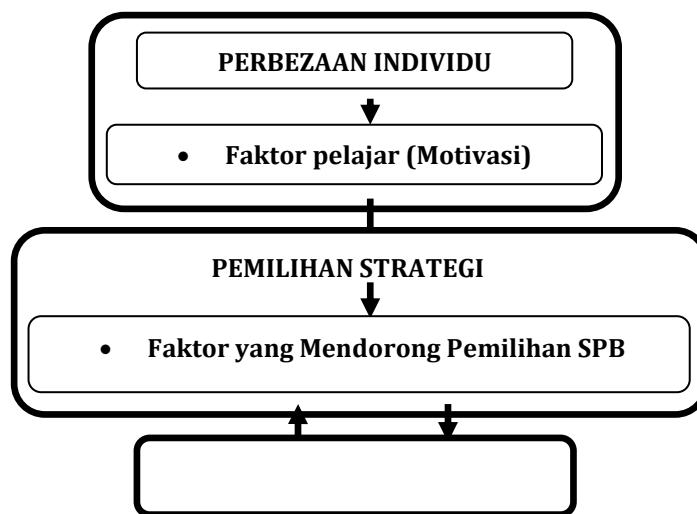 PERBEZAAN INDIVIDU
• Faktor pelajar (Motivasi)
PEMILIHAN STRATEGI
• Faktor yang Mendorong Pemilihan SPB